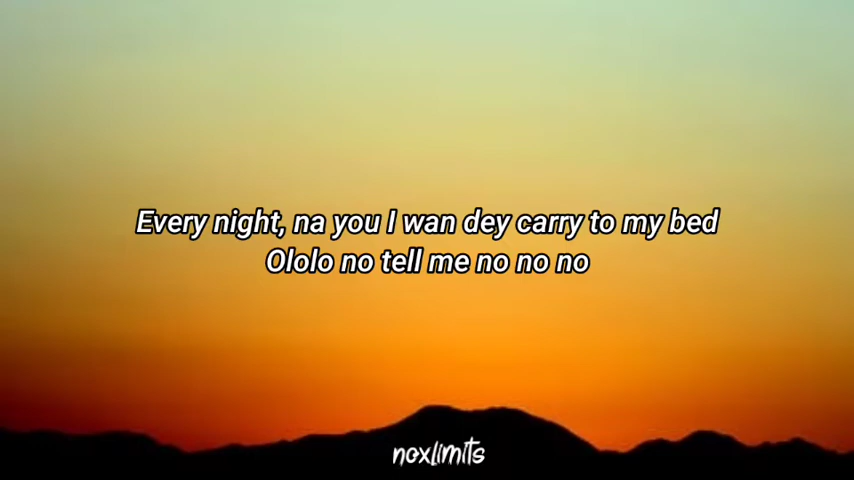 Every night, na you I wan dey carry to my bed
Ololo no tell me no no no
noxlimits